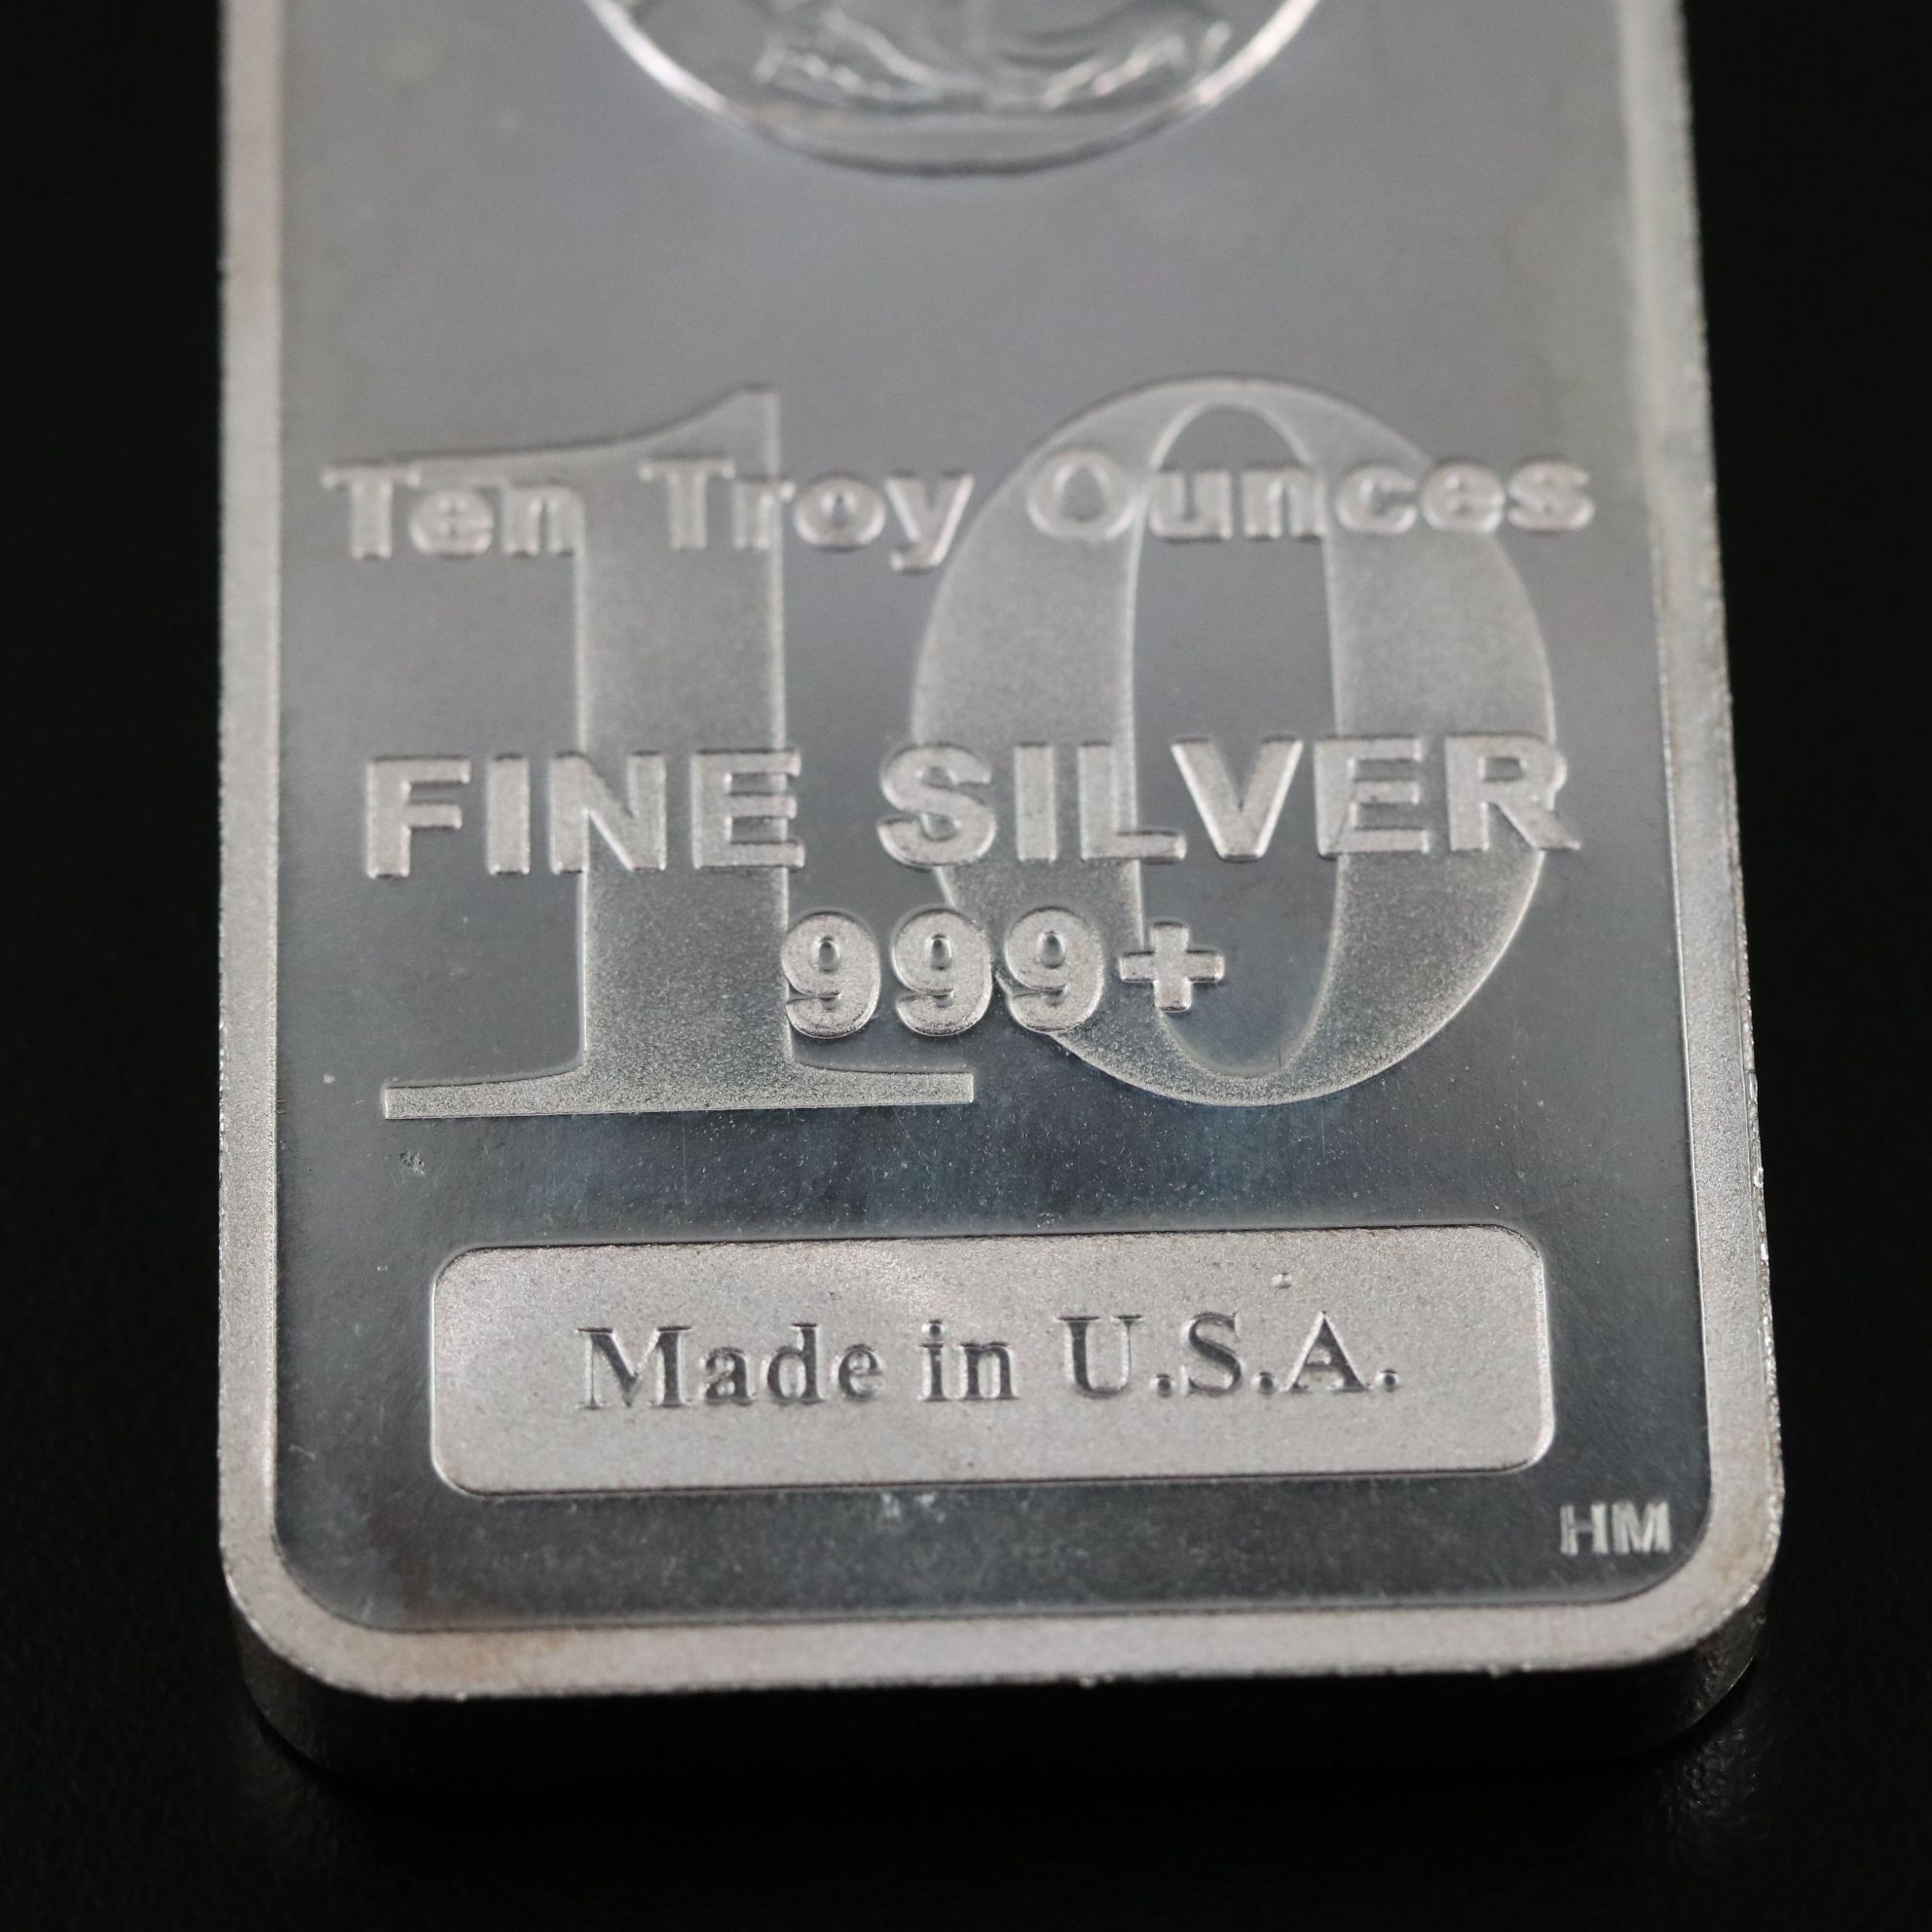 10
Ten Troy Ounces
FINE SILVER
999+
Made in U.S.A.
HM